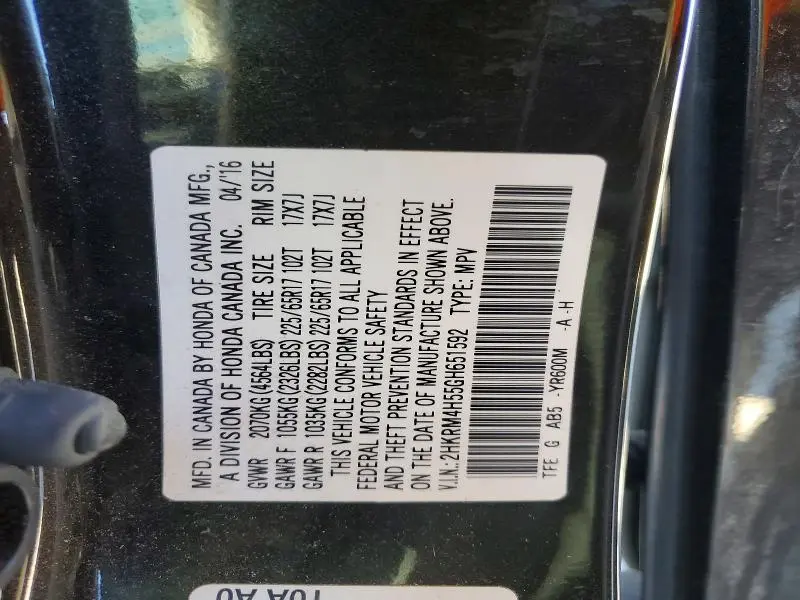 MFD. IN CANADA BY HONDA OF CANADA MFG.,
A DIVISION OF HONDA CANADA INC. 04/'16
GVWR 2070KG (4564LBS) TIRE SIZE RIM SIZE
GAWR F 1055KG (2326LBS) 225/65R17 102T 17X7J
GAWR R 1035KG (2282LBS) 225/65R17 102T 17X7J
THIS VEHICLE CONFORMS TO ALL APPLICABLE
FEDERAL MOTOR VEHICLE SAFETY
AND THEFT PREVENTION STANDARDS IN EFFECT
ON THE DATE OF MANUFACTURE SHOWN ABOVE.
V.I.N.: 2HKRM4H55GH651592 TYPE: MPV
TFE G AB5 -YR600M -A -H